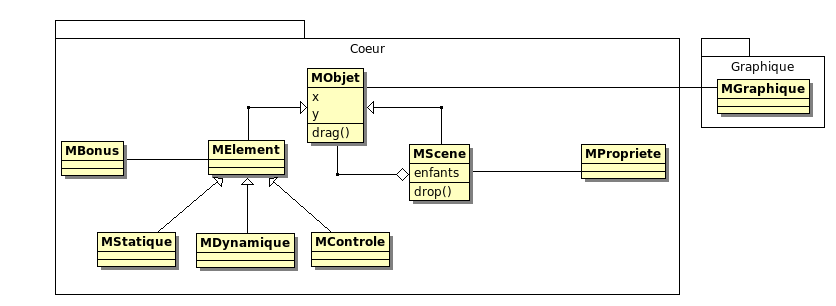 Coeur
Graphique
MObjet
x
y
drag()
MGraphique
MBonus
MElement
MScene
enfants
drop()
MPropriete
MStatique
MDynamique
MControle